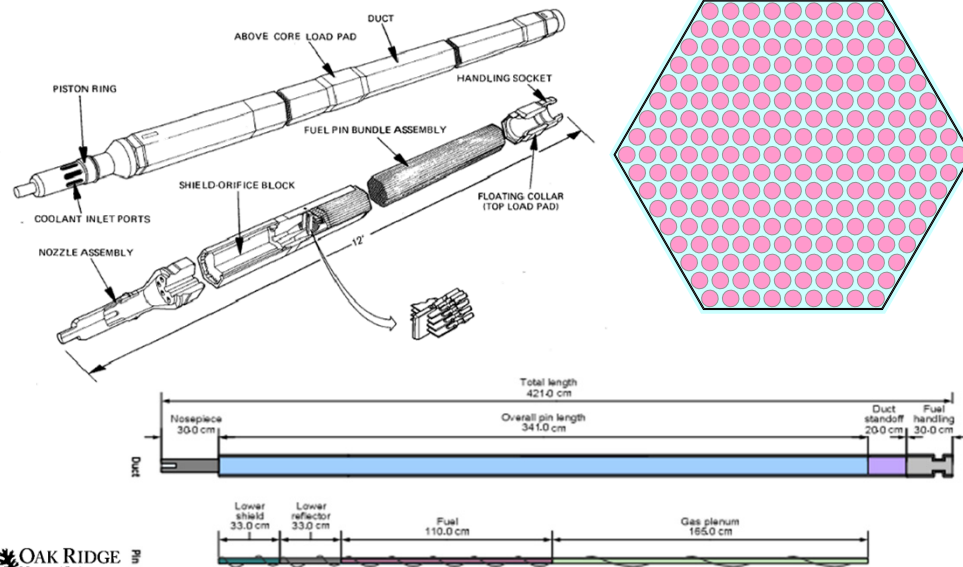 DUCT
ABOVE CORE LOAD PAD
HANDLING SOCKET
PISTON RING
FUEL PIN BUNDLE ASSEMBLY
SHIELD-ORIFICE BLOCK
FLOATING COLLAR
(TOP LOAD PAD)
COOLANT INLET PORTS
12'
NOZZLE ASSEMBLY
Total length
421.0 cm
Nosepiece
30.0 cm
Overall pin length
341.0 cm
Duct
standoff
20.0 cm
Fuel
handling
30.0 cm
Duct
Lower
shield
33.0 cm
Lower
reflector
33.0 cm
Fuel
110.0 cm
Gas plenum
165.0 cm
Pin
OAK RIDGE